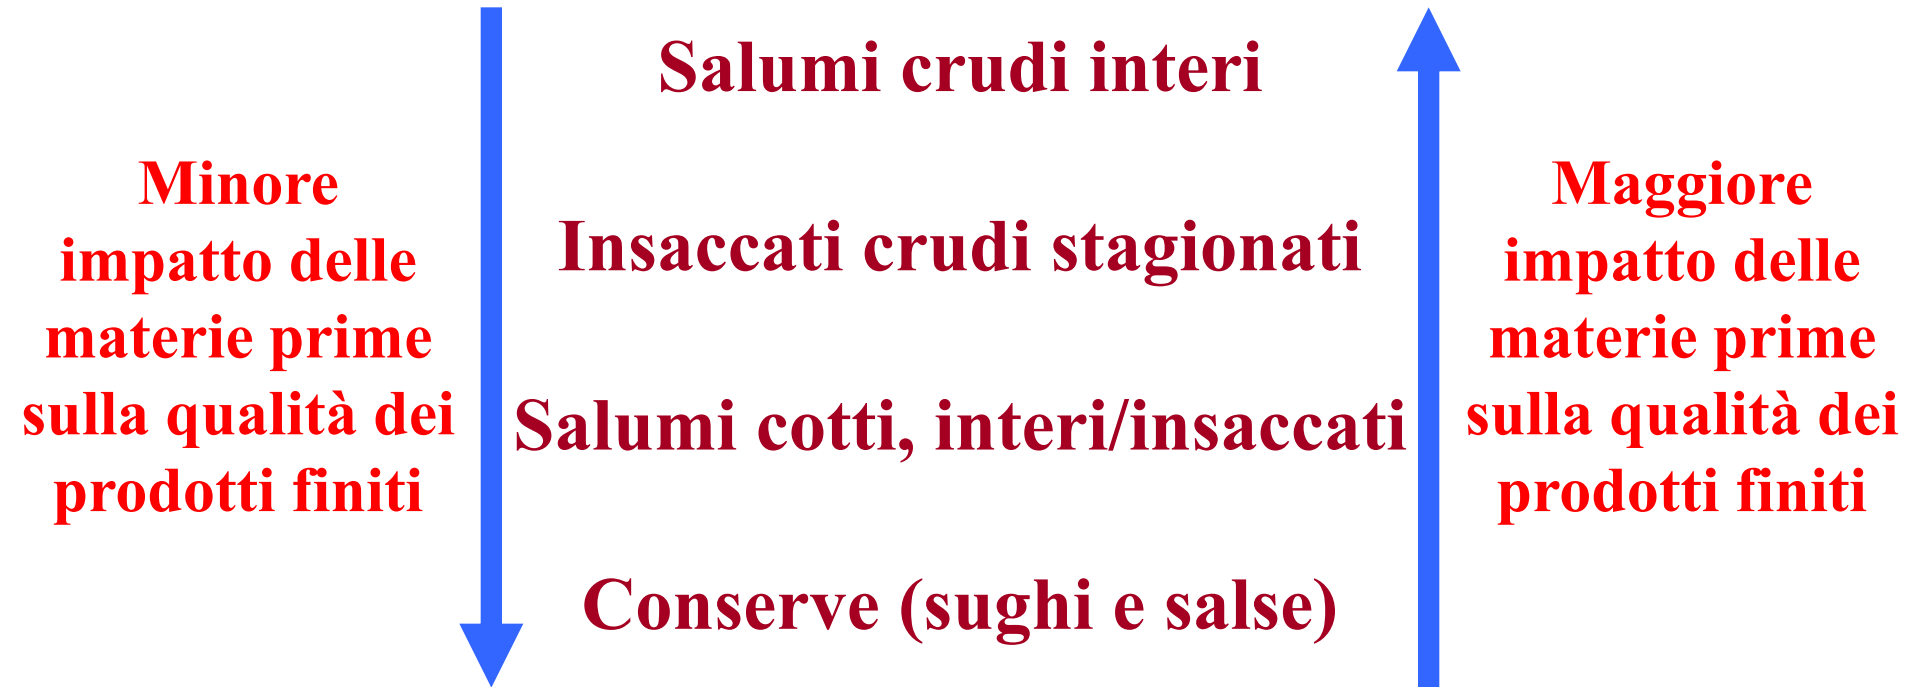 Salumi crudi interi
Insaccati crudi stagionati
Salumi cotti, interi/insaccati
Conserve (sughi e salse)
Minore
impatto delle
materie prime
sulla qualità dei
prodotti finiti
Maggiore
impatto delle
materie prime
sulla qualità dei
prodotti finiti